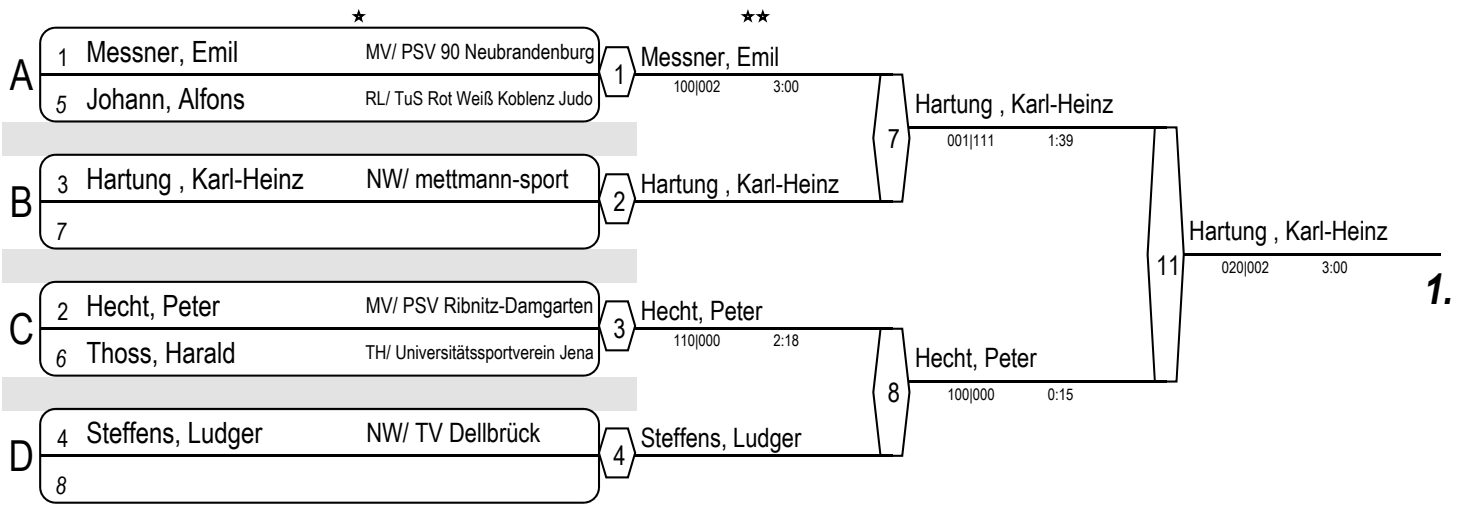 A
1 Messner, Emil MV/ PSV 90 Neubrandenburg
5 Johann, Alfons RL/ TuS Rot Weiß Koblenz Judo
1
Messner, Emil
100|002 3:00
B
3 Hartung , Karl-Heinz NW/ mettmann-sport
7
2
Hartung , Karl-Heinz
7
Hartung , Karl-Heinz
001|111 1:39
C
2 Hecht, Peter MV/ PSV Ribnitz-Damgarten
6 Thoss, Harald TH/ Universitätssportverein Jena
3
Hecht, Peter
110|000 2:18
D
4 Steffens, Ludger NW/ TV Dellbrück
8
4
Steffens, Ludger
8
Hecht, Peter
100|000 0:15
11
Hartung , Karl-Heinz
020|002 3:00
1.